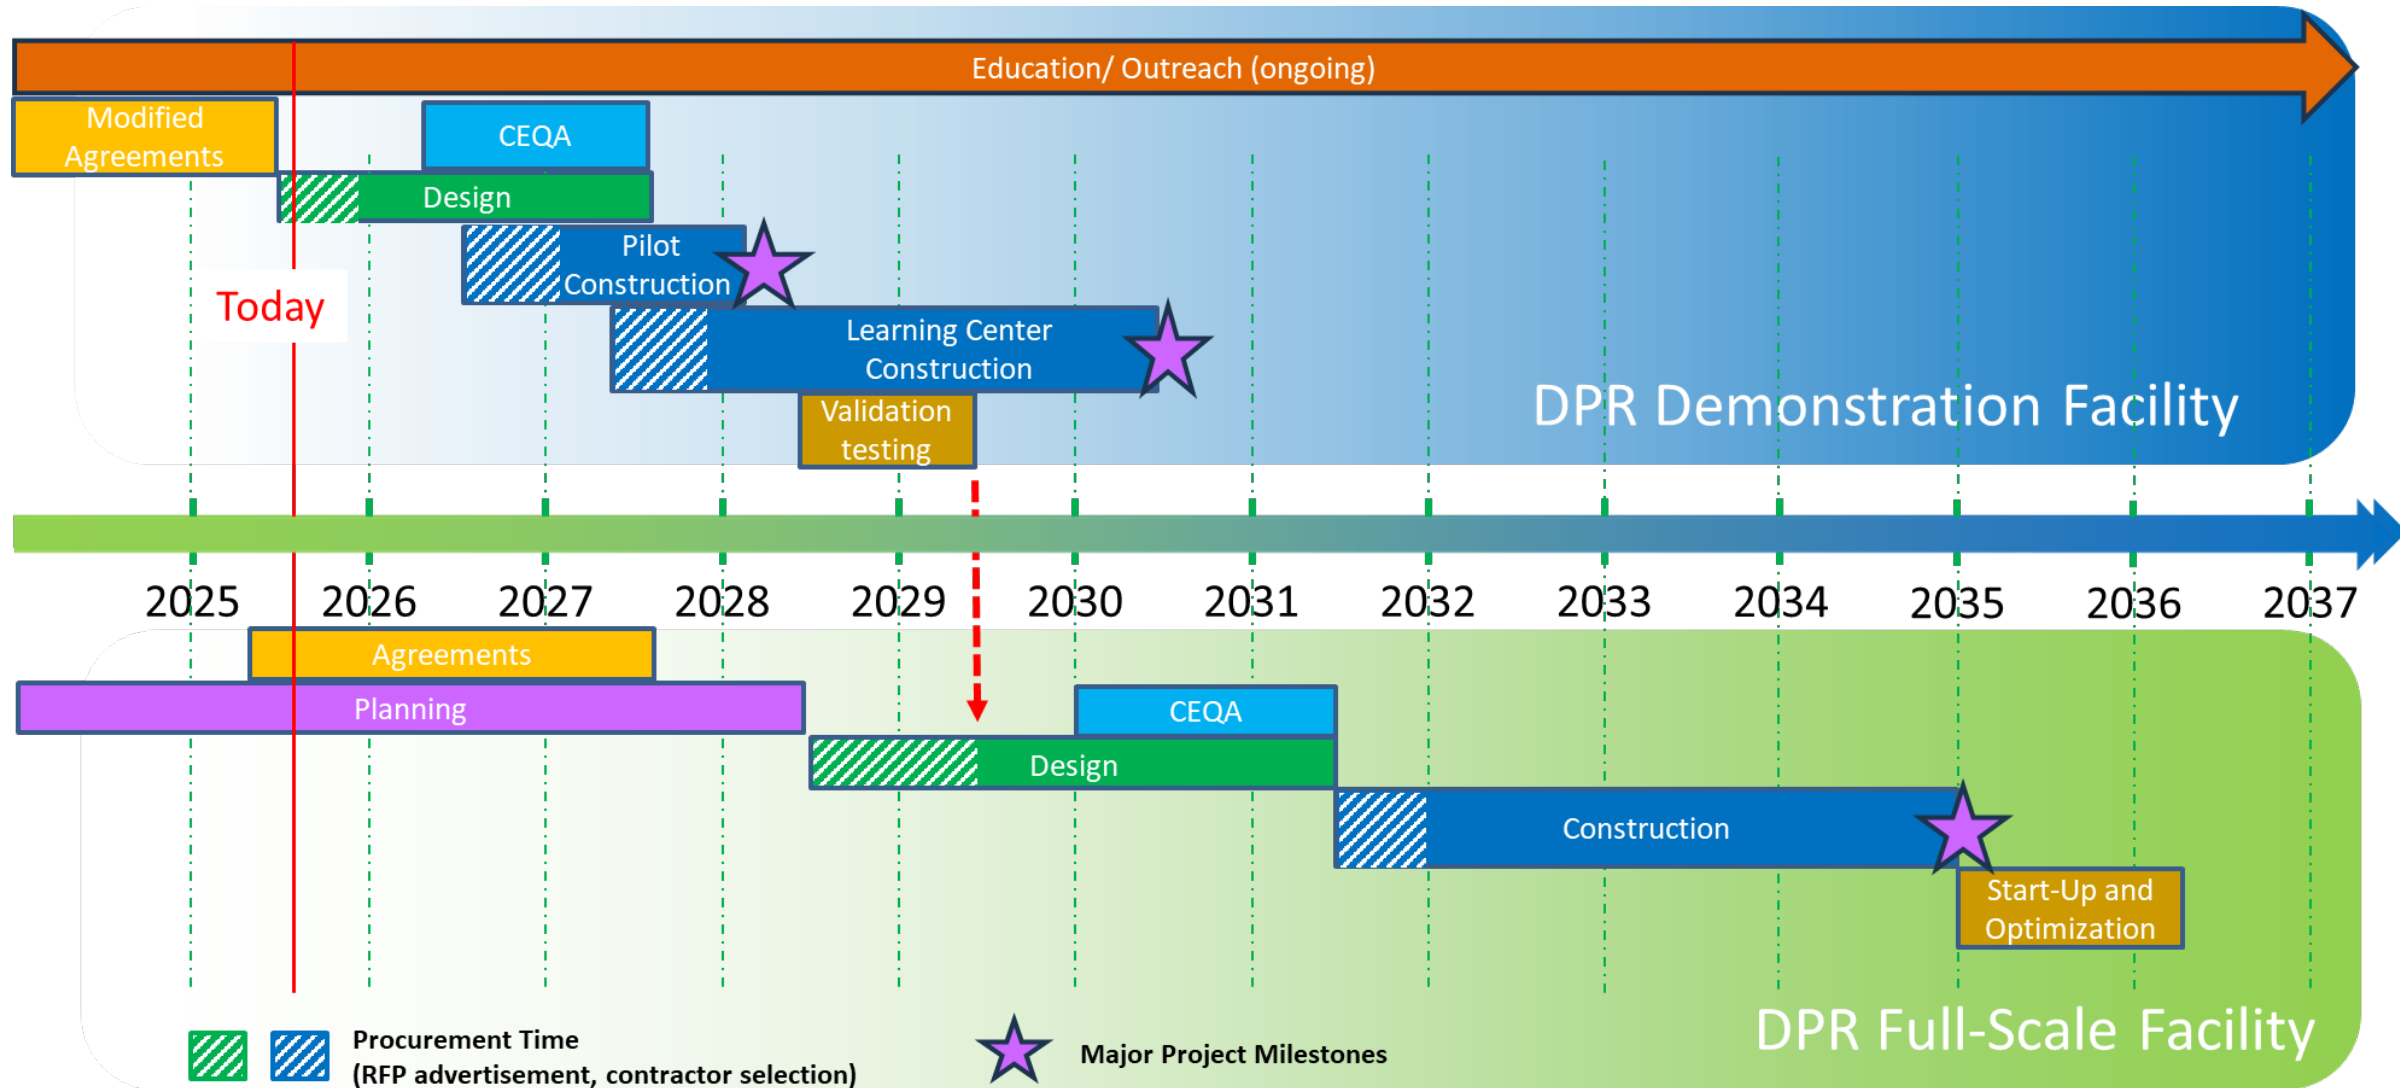 Education/ Outreach (ongoing)
Modified
Agreements
CEQA
Design
Pilot
Construction
Today
Learning Center
Construction
Validation
testing
DPR Demonstration Facility
2025 2026 2027 2028 2029 2030 2031 2032 2033 2034 2035 2036 2037
Agreements
Planning
CEQA
Design
Construction
Start-Up and
Optimization
DPR Full-Scale Facility
Procurement Time
(RFP advertisement, contractor selection)
Major Project Milestones